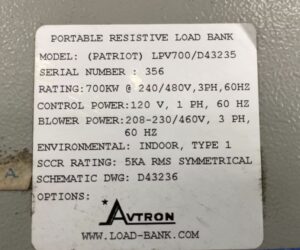 PORTABLE RESISTIVE LOAD BANK
MODEL: (PATRIOT) LPV700/D43235
SERIAL NUMBER : 356
RATING:700KW @ 240/480V,3PH,60HZ
CONTROL POWER:120 V, 1 PH, 60 HZ
BLOWER POWER:208-230/460V, 3 PH,
60 HZ
ENVIRONMENTAL: INDOOR, TYPE 1
SCCR RATING: 5KA RMS SYMMETRICAL
SCHEMATIC DWG: D43236
OPTIONS:
AVTRON
WWW.LOAD-BANK.COM
A